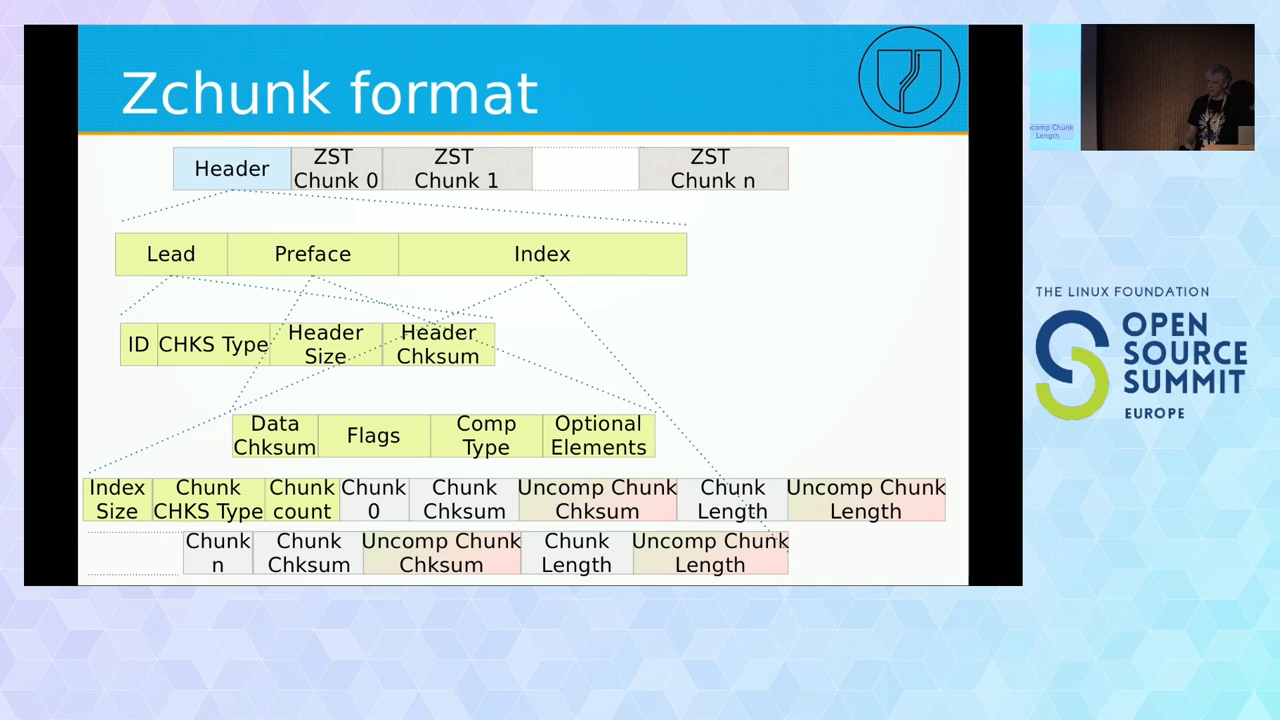 Zchunk format
Header
ZST
Chunk 0
ZST
Chunk 1
ZST
Chunk n
Lead
Preface
Index
ID
CHKS Type
Header
Size
Header
Chksum
Data
Chksum
Flags
Comp
Type
Optional
Elements
Index
Size
Chunk
CHKS Type
Chunk
count
Chunk
0
Chunk
Chksum
Uncomp Chunk
Chksum
Chunk
Length
Uncomp Chunk
Length
Chunk
n
Chunk
Chksum
Uncomp Chunk
Chksum
Chunk
Length
Uncomp Chunk
Length
comp Chunk
Length
THE LINUX FOUNDATION
OPEN
SOURCE
SUMMIT
EUROPE